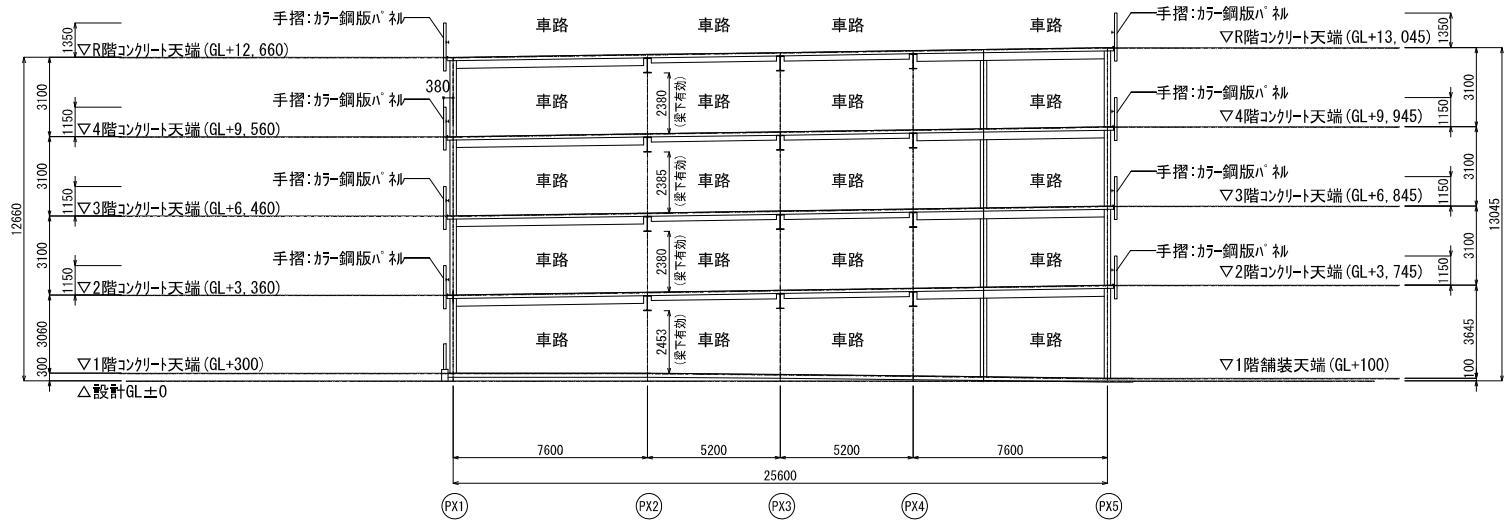 手摺:カラー鋼版パネル
車路
車路
車路
車路
手摺:カラー鋼版パネル
1350
▽R階コンクリート天端(GL+12,660)
▽R階コンクリート天端(GL+13,045)
1350
380
手摺:カラー鋼版パネル
車路
2380
(梁下有効)
車路
車路
車路
手摺:カラー鋼版パネル
3100
1150
▽4階コンクリート天端(GL+9,560)
▽4階コンクリート天端(GL+9,945)
1150
3100
手摺:カラー鋼版パネル
車路
2385
(梁下有効)
車路
車路
車路
手摺:カラー鋼版パネル
3100
1150
▽3階コンクリート天端(GL+6,460)
▽3階コンクリート天端(GL+6,845)
1150
3100
12660
13045
手摺:カラー鋼版パネル
車路
2380
(梁下有効)
車路
車路
車路
手摺:カラー鋼版パネル
3100
1150
▽2階コンクリート天端(GL+3,360)
▽2階コンクリート天端(GL+3,745)
1150
3100
3060
車路
2453
(梁下有効)
車路
車路
車路
3645
300
▽1階コンクリート天端(GL+300)
▽1階舗装天端(GL+100)
100
△設計GL±0
7600
5200
5200
7600
25600
PX1
PX2
PX3
PX4
PX5